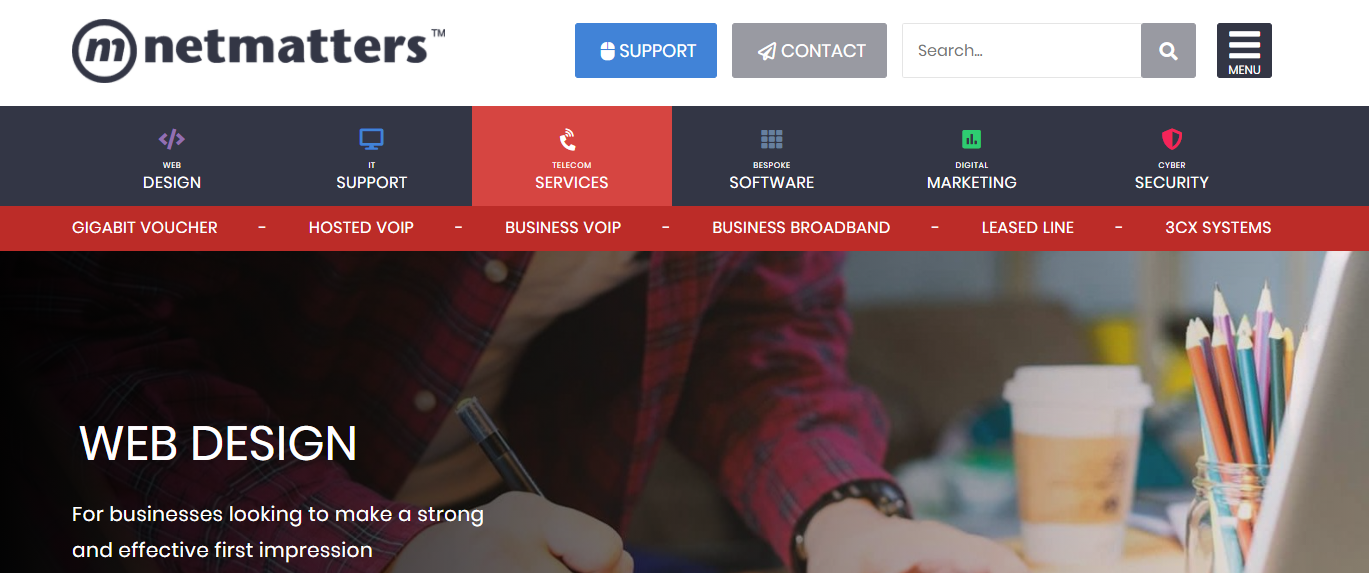 m netmatters™
SUPPORT
CONTACT
Search...
MENU
WEB
DESIGN
IT
SUPPORT
TELECOM
SERVICES
BESPOKE
SOFTWARE
DIGITAL
MARKETING
CYBER
SECURITY
GIGABIT VOUCHER - HOSTED VOIP - BUSINESS VOIP - BUSINESS BROADBAND - LEASED LINE - 3CX SYSTEMS
WEB DESIGN
For businesses looking to make a strong
and effective first impression